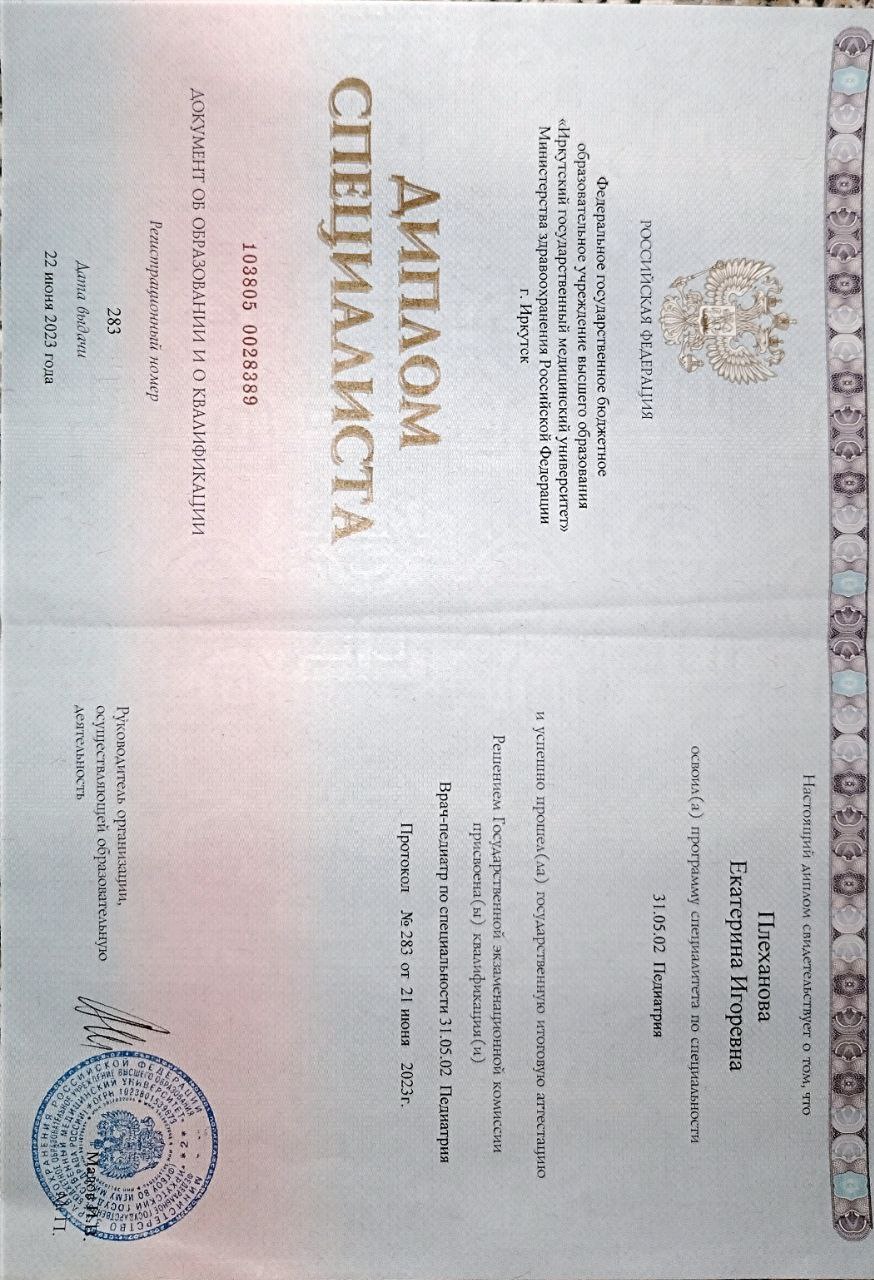 РОССИЙСКАЯ ФЕДЕРАЦИЯ
Федеральное государственное бюджетное
образовательное учреждение высшего образования
«Иркутский государственный медицинский университет»
Министерства здравоохранения Российской Федерации
г. Иркутск
ДИПЛОМ
СПЕЦИАЛИСТА
103805 0028389
ДОКУМЕНТ ОБ ОБРАЗОВАНИИ И О КВАЛИФИКАЦИИ
Регистрационный номер
283
Дата выдачи
22 июня 2023 года
Настоящий диплом свидетельствует о том, что
Плеханова
Екатерина Игоревна
освоил(а) программу специалитета по специальности
31.05.02 Педиатрия
и успешно прошел(ла) государственную итоговую аттестацию
Решением Государственной экзаменационной комиссии
присвоена(ы) квалификация(и)
Врач-педиатр по специальности 31.05.02 Педиатрия
Протокол № 283 от 21 июня 2023г.
Руководитель организации,
осуществляющей образовательную
деятельность
М.П.